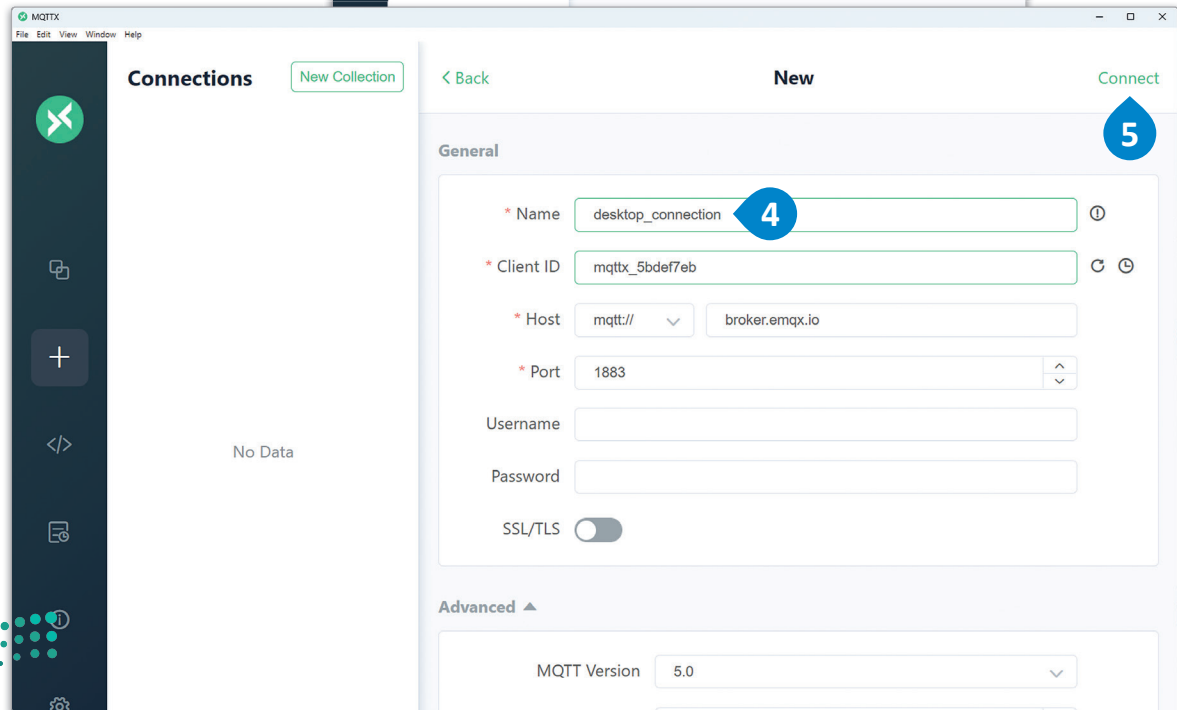 MQTTX
File Edit View Window Help
Connections
New Collection
Back
New
Connect
5
General
* Name
desktop_connection
4
* Client ID
mqttx_5bdef7eb
* Host
mqtt://
broker.emqx.io
* Port
1883
Username
No Data
Password
SSL/TLS
Advanced
MQTT Version
5.0